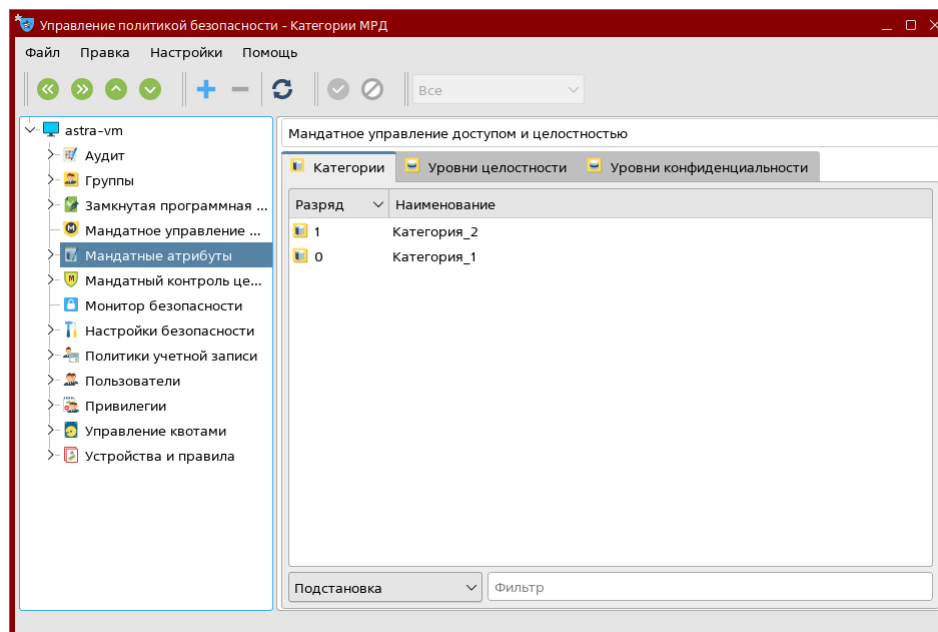 Управление политикой безопасности - Категории МРД
Файл Правка Настройки Помощь
Все
astra-vm
Аудит
Группы
Замкнутая программная ...
Мандатное управление ...
Мандатные атрибуты
Мандатный контроль це...
Монитор безопасности
Настройки безопасности
Политики учетной записи
Пользователи
Привилегии
Управление квотами
Устройства и правила
Мандатное управление доступом и целостностью
Категории Уровни целостности Уровни конфиденциальности
Разряд Наименование
1 Категория_2
0 Категория_1
Подстановка Фильтр